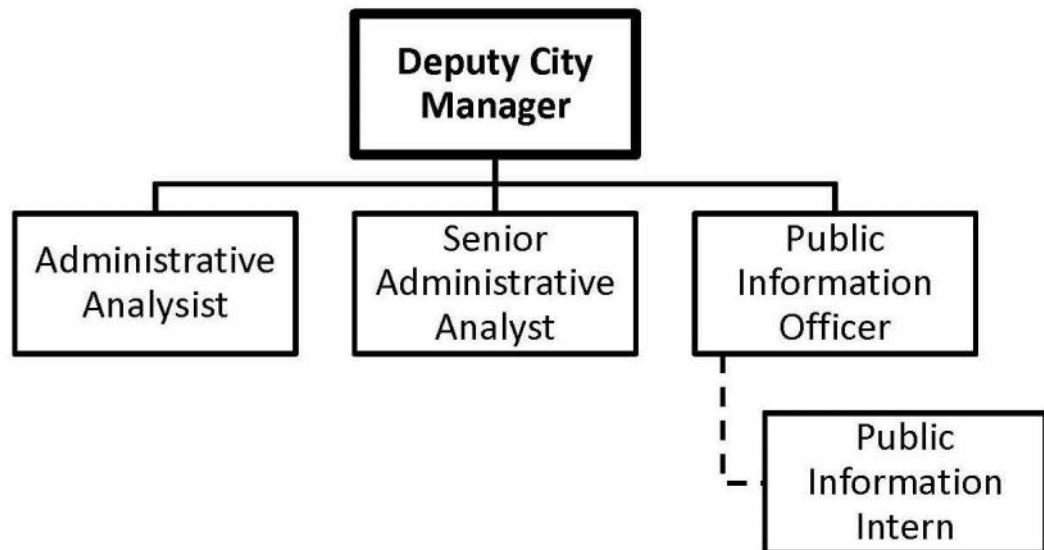 Deputy City
Manager
Administrative
Analysist
Senior
Administrative
Analyst
Public
Information
Officer
Public
Information
Intern